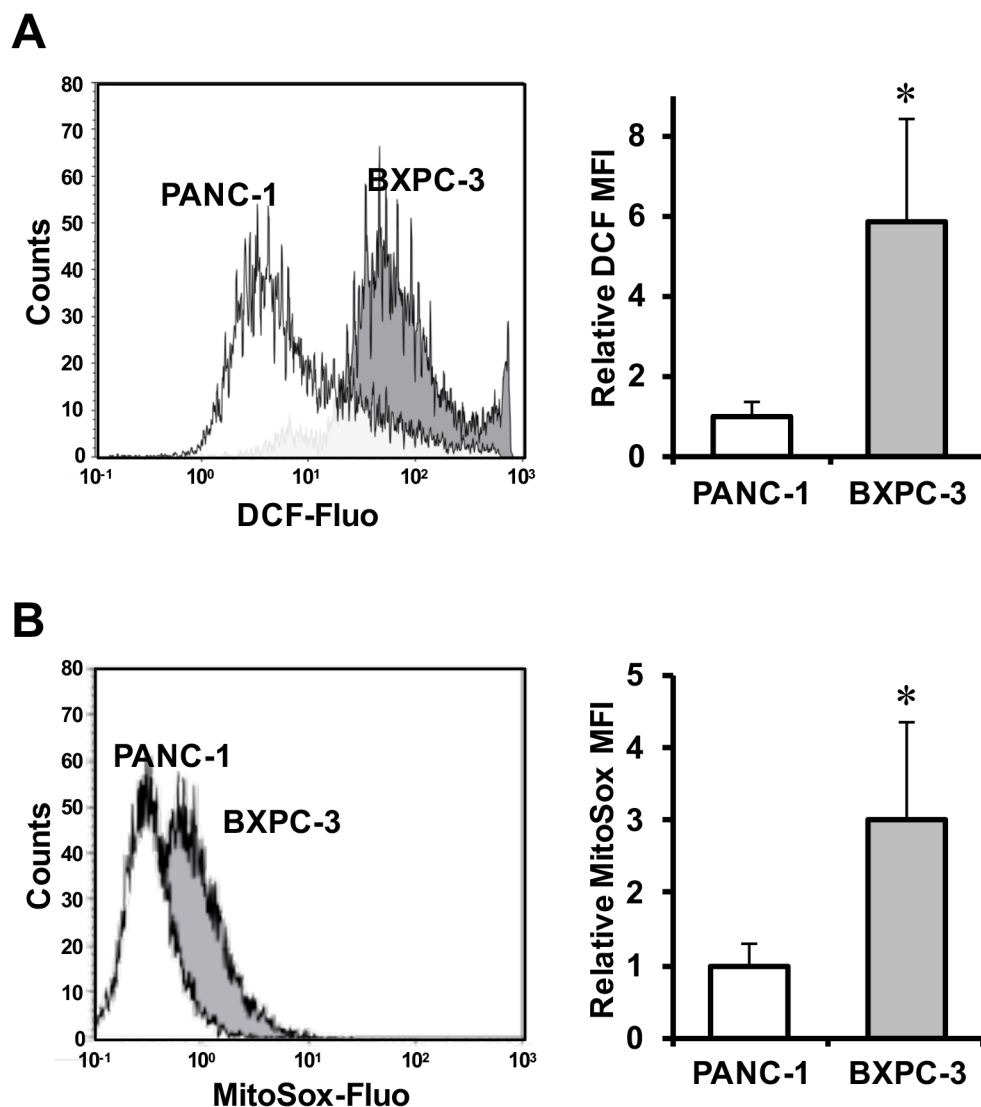 A
80
70
60
50
40
30
20
10
0
Counts
PANC-1
BXPC-3
10-1
10⁰
10¹
10²
10³
DCF-Fluo
8
6
4
2
0
Relative DCF MFI
*
PANC-1
BXPC-3
B
80
70
60
50
40
30
20
10
0
Counts
PANC-1
BXPC-3
10-1
10⁰
10¹
10²
10³
MitoSox-Fluo
5
4
3
2
1
0
Relative MitoSox MFI
*
PANC-1
BXPC-3